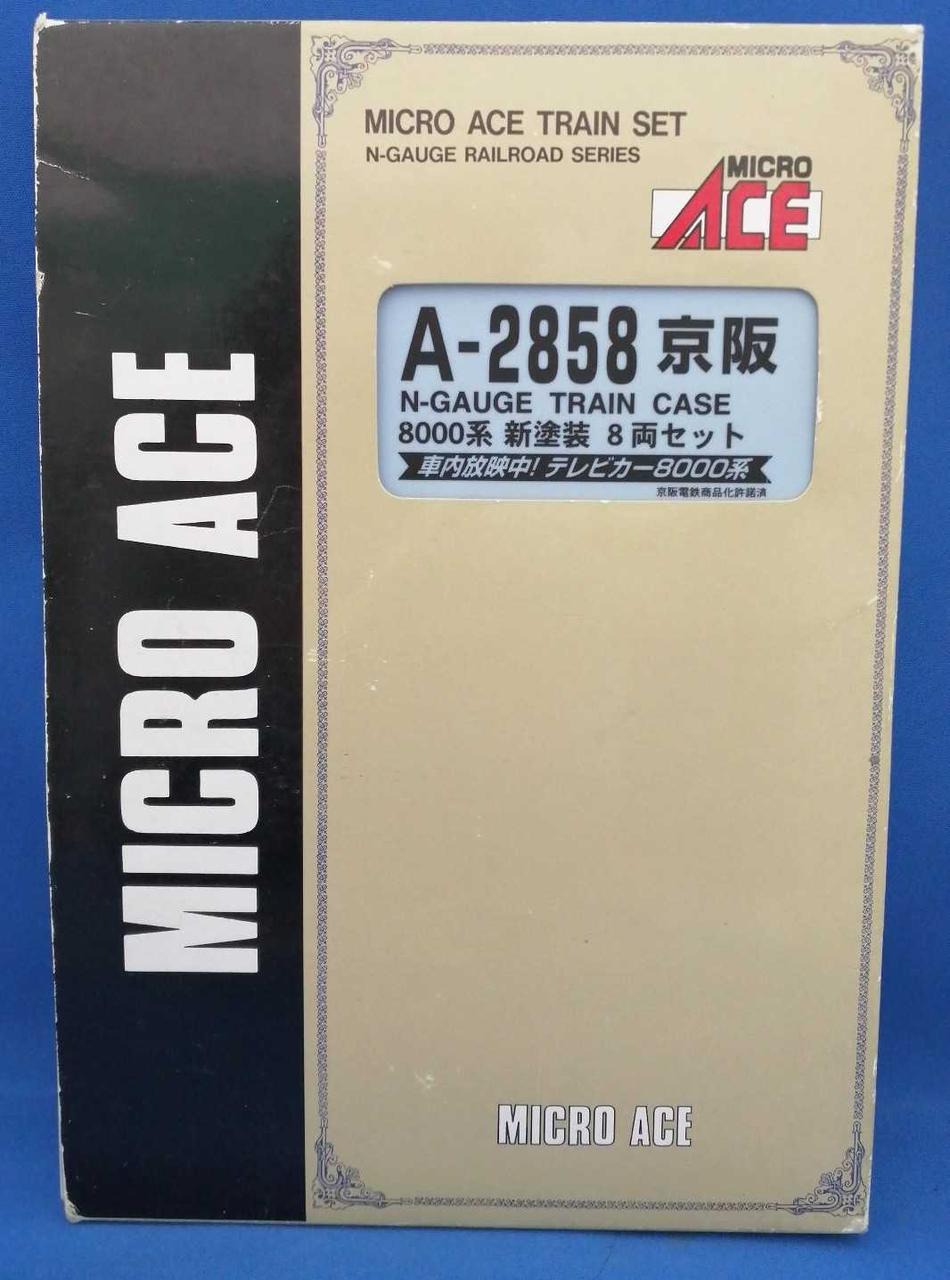 MICRO ACE
MICRO ACE TRAIN SET
N-GAUGE RAILROAD SERIES
MICRO
ACE
A-2858 京阪
N-GAUGE TRAIN CASE
8000系 新塗装 8両セット
車内放映中! テレビカー8000系
京阪電鉄商品化許諾済
MICRO ACE